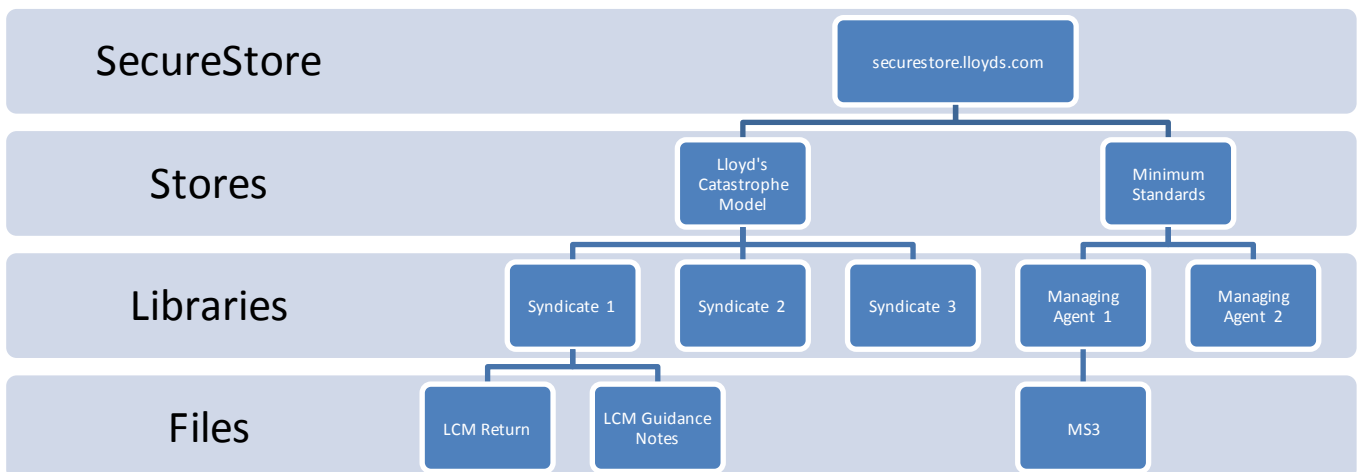 SecureStore
securestore.lloyds.com
Stores
Lloyd's
Catastrophe
Model
Minimum
Standards
Libraries
Syndicate 1
Syndicate 2
Syndicate 3
Managing
Agent 1
Managing
Agent 2
Files
LCM Return
LCM Guidance
Notes
MS3